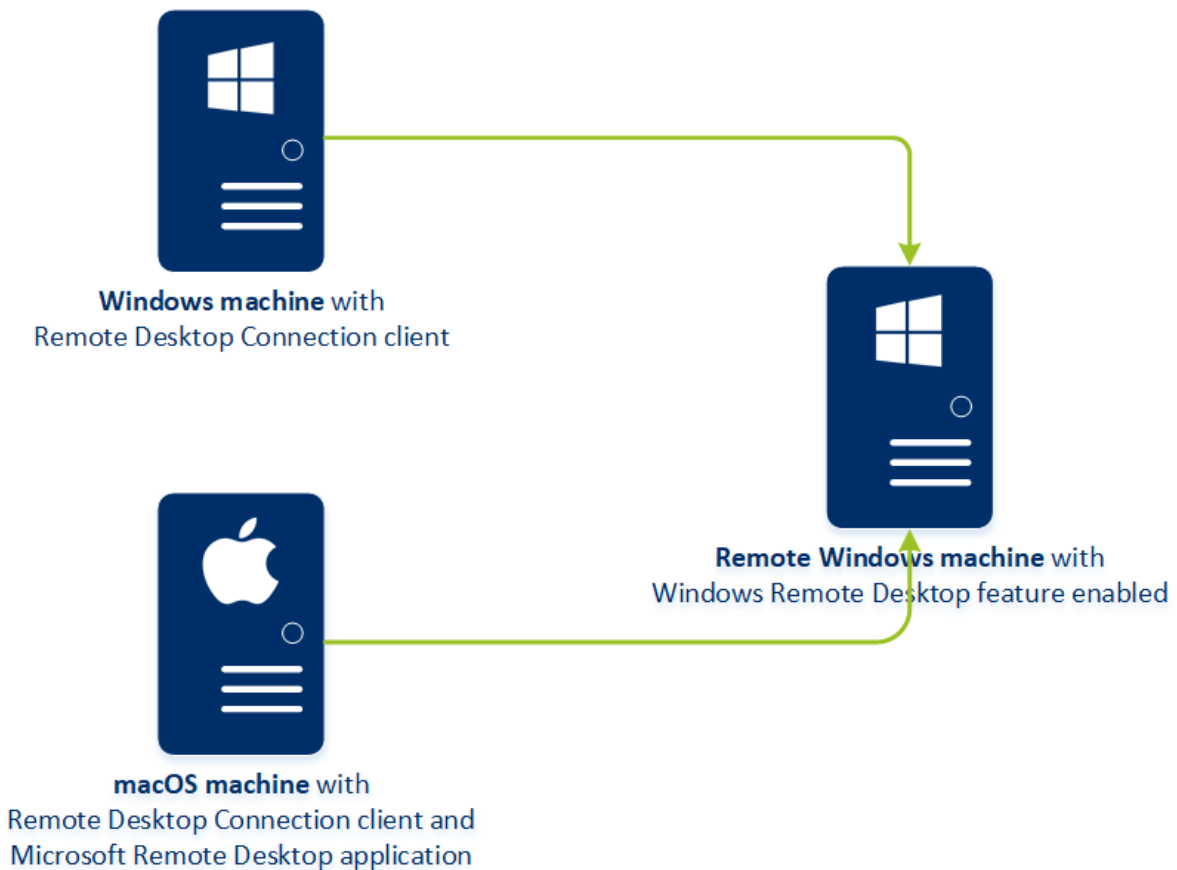 Windows machine with
Remote Desktop Connection client
Remote Windows machine with
Windows Remote Desktop feature enabled
macOS machine with
Remote Desktop Connection client and
Microsoft Remote Desktop application